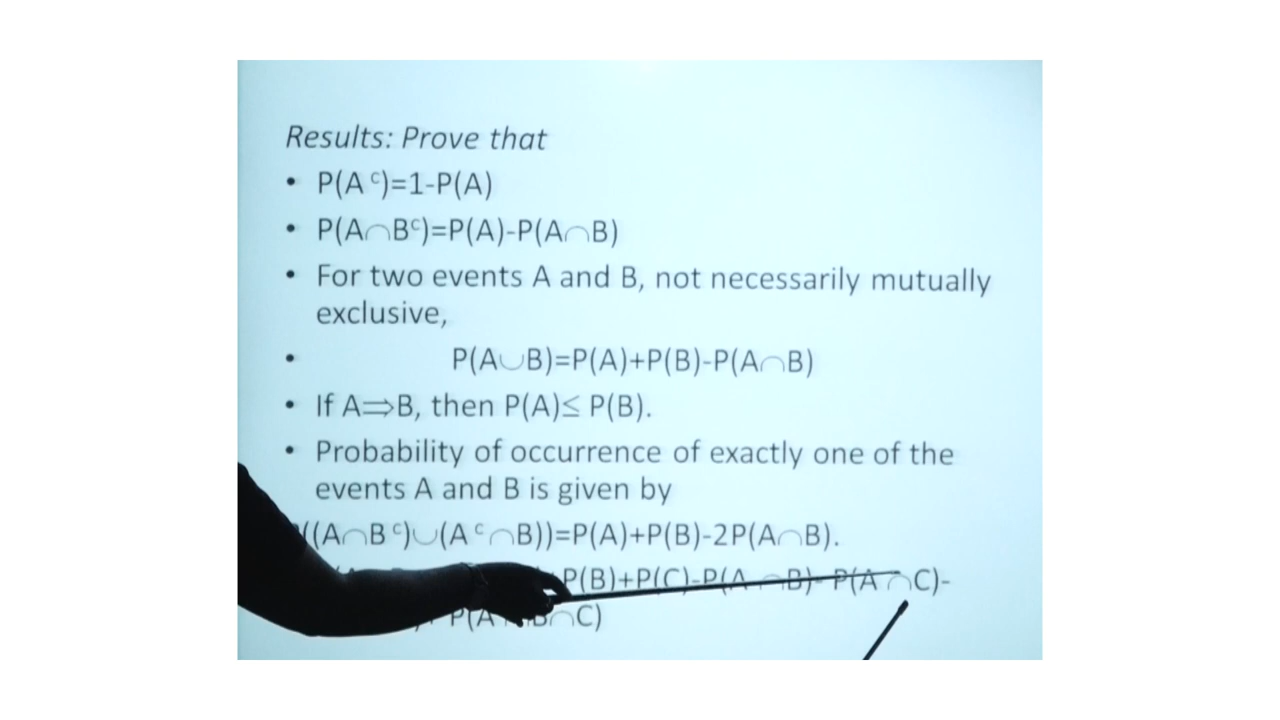 Results: Prove that
• P(A ᶜ)=1-P(A)
• P(A∩Bᶜ)=P(A)-P(A∩B)
• For two events A and B, not necessarily mutually
exclusive,
• P(A∪B)=P(A)+P(B)-P(A∩B)
• If A⇒B, then P(A)≤ P(B).
• Probability of occurrence of exactly one of the
events A and B is given by
((A∩B ᶜ)∪(A ᶜ∩B))=P(A)+P(B)-2P(A∩B).
P(B)+P(C)-P(A ∩B)- P(A ∩C)-
P(A ∩B∩C)